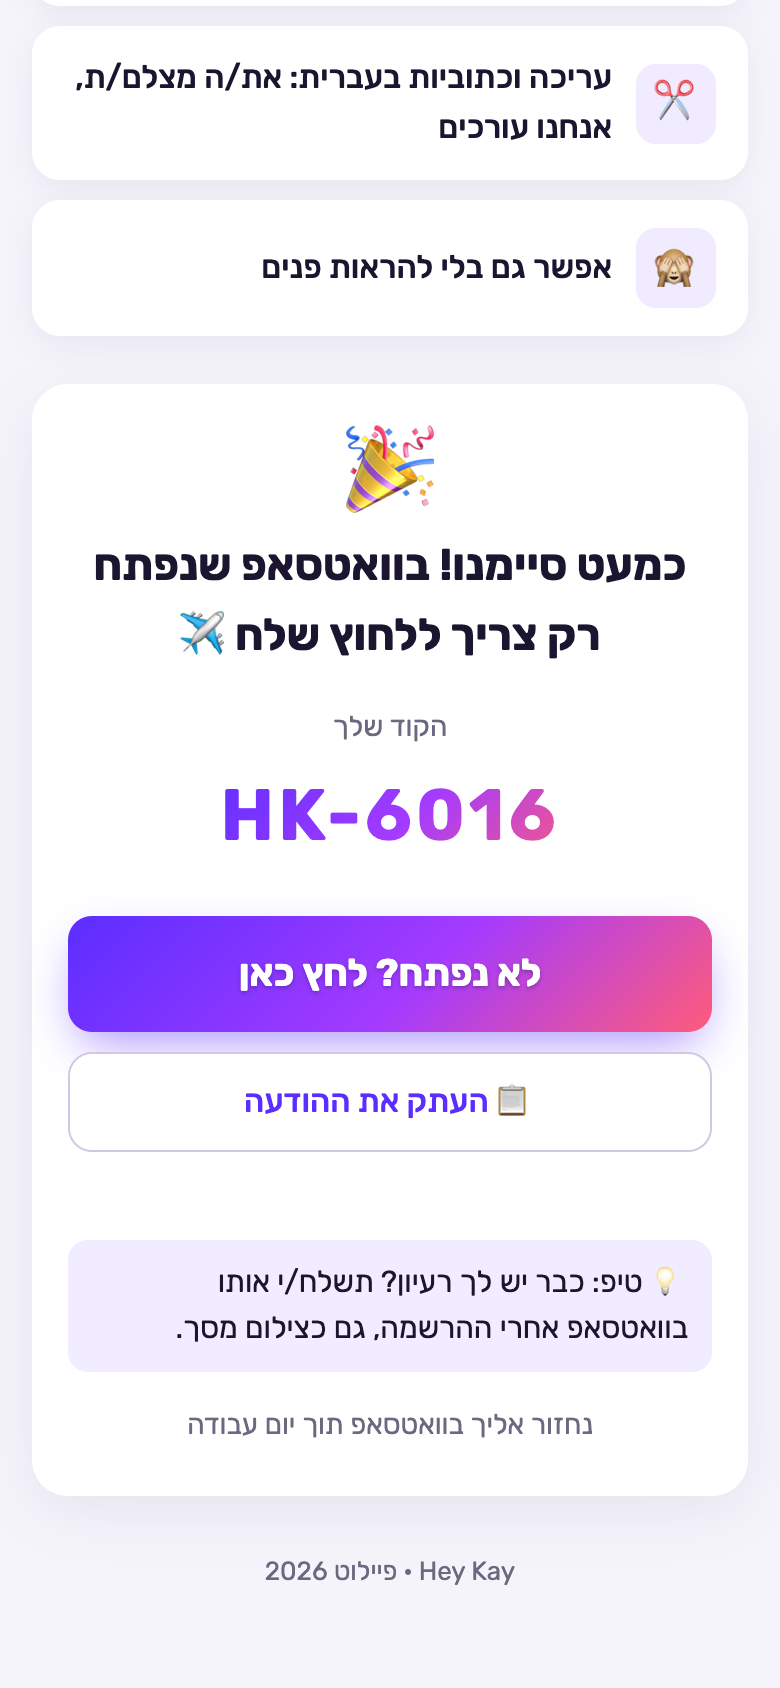 עריכה וכתוביות בעברית: את/ה מצלם/ת,
אנחנו עורכים
אפשר גם בלי להראות פנים
כמעט סיימנו! בוואטסאפ שנפתח
רק צריך ללחוץ שלח ✈️
הקוד שלך
HK-6016
לא נפתח? לחץ כאן
📋 העתק את ההודעה
💡 טיפ: כבר יש לך רעיון? תשלח/י אותו
בוואטסאפ אחרי ההרשמה, גם כצילום מסך.
נחזור אליך בוואטסאפ תוך יום עבודה
Hey Kay • פיילוט 2026